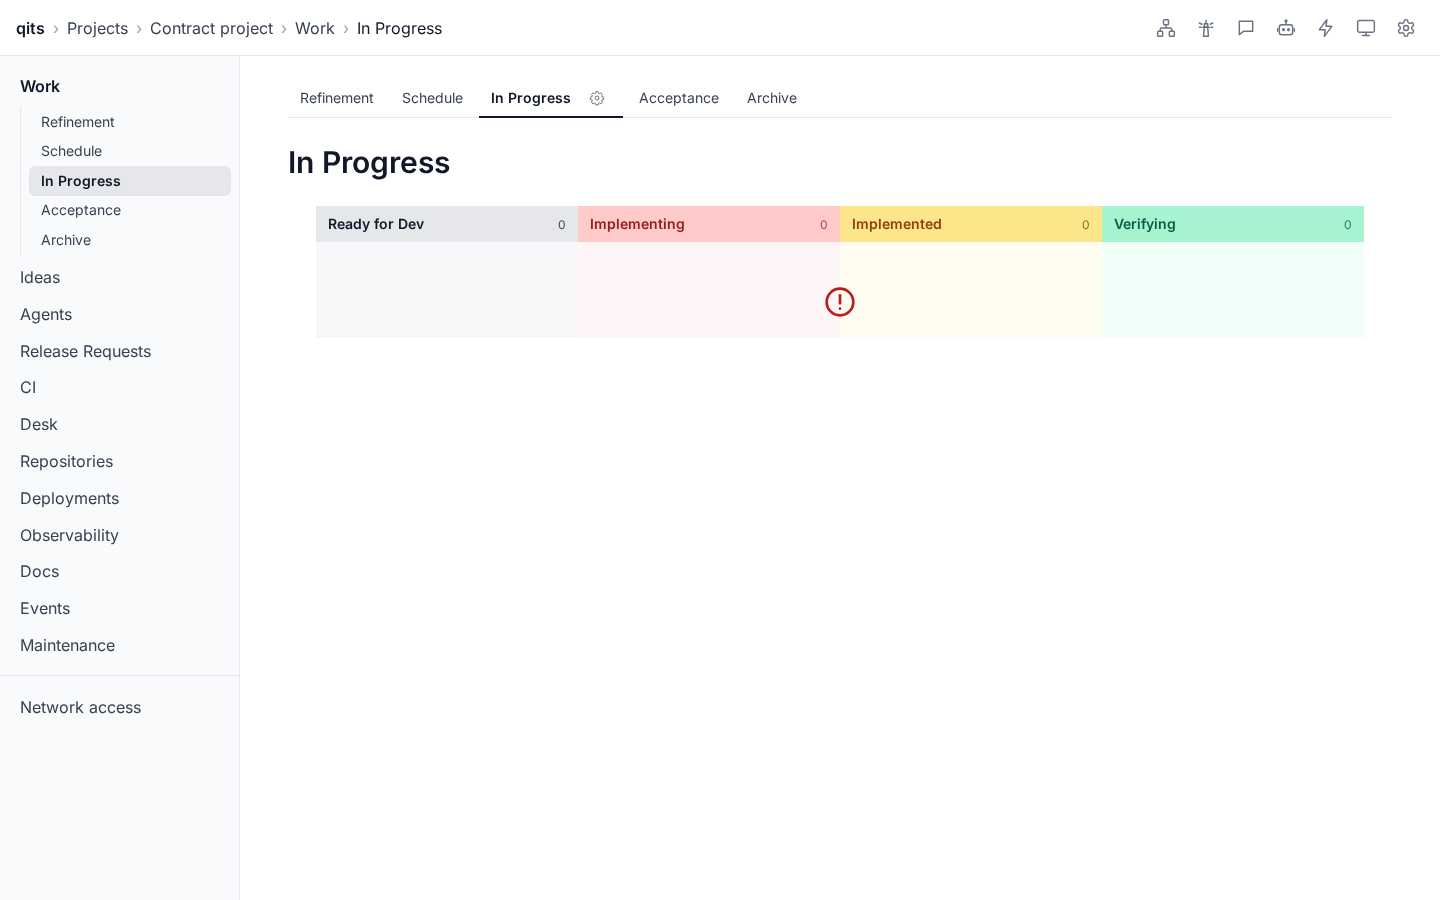 qits › Projects › Contract project › Work › In Progress
Work
Refinement
Schedule
In Progress
Acceptance
Archive
Ideas
Agents
Release Requests
CI
Desk
Repositories
Deployments
Observability
Docs
Events
Maintenance
Network access
Refinement Schedule In Progress Acceptance Archive
In Progress
Ready for Dev 0 Implementing 0 Implemented 0 Verifying 0